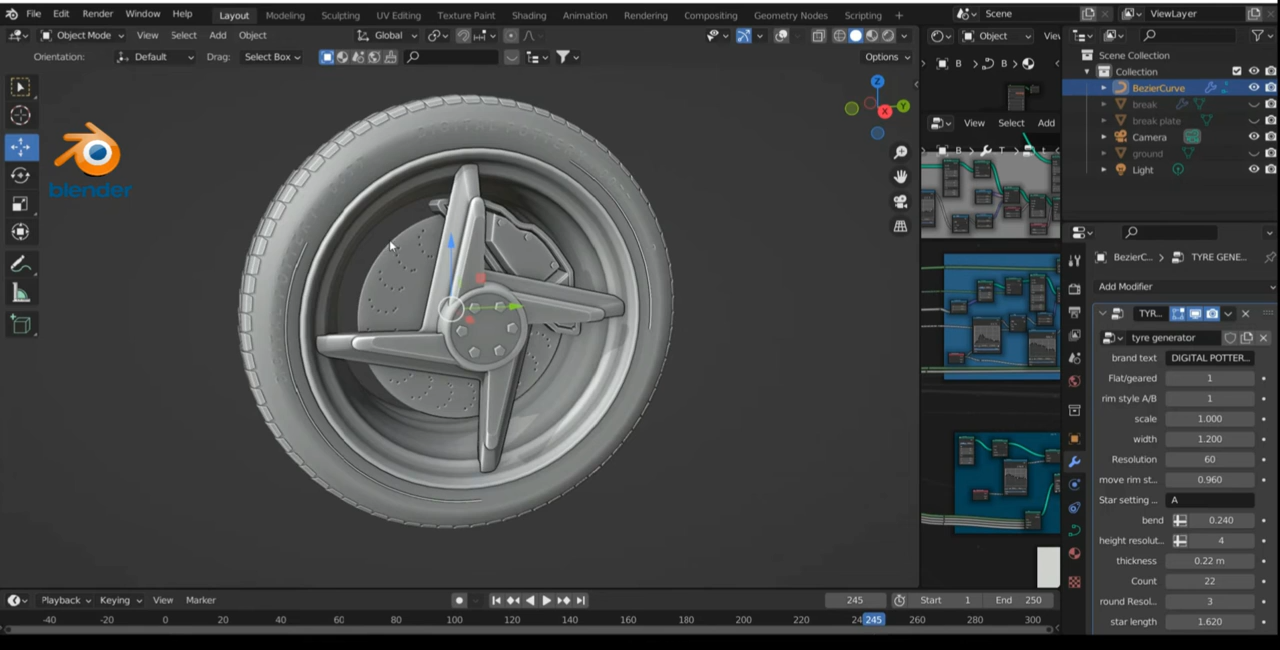 File Edit Render Window Help Layout Modeling Sculpting UV Editing Texture Paint Shading Animation Rendering Compositing Geometry Nodes Scripting + Scene ViewLayer
Object Mode View Select Add Object Global Object
Scene Collection
Orientation: Default Drag: Select Box Options
B B
Collection
BezierCurve
break
break plate
View Select Add
Camera
B T
ground
Light
Z
Y
X
blender
BezierC... TYRE GENE...
Add Modifier
TYR...
tyre generator
brand text DIGITAL POTTER...
Flat/geared 1
rim style A/B 1
scale 1.000
width 1.200
Resolution 60
move rim st... 0.960
Star setting ... A
bend 0.240
height resolut... 4
thickness 0.22 m
Count 22
round Resol... 3
star length 1.620
Playback Keying View Marker 245 Start 1 End 250
-40 -20 0 20 40 60 80 100 120 140 160 180 200 220 24 245 260 280 300